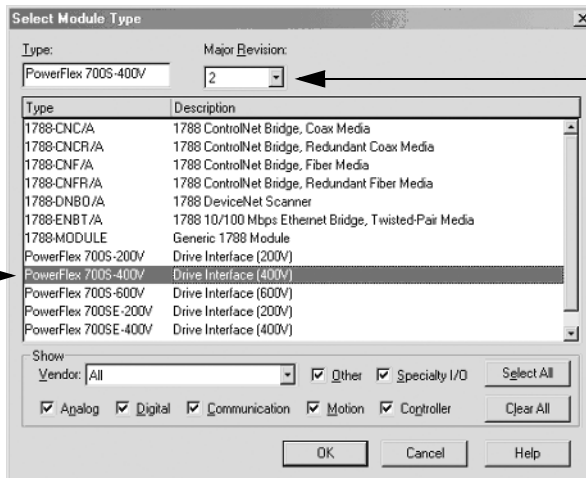 Select Module Type
Type:
Major Revision:
PowerFlex 700S-400V
2
Type Description
1788-CNC/A 1788 ControlNet Bridge, Coax Media
1788-CNCR/A 1788 ControlNet Bridge, Redundant Coax Media
1788-CNF/A 1788 ControlNet Bridge, Fiber Media
1788-CNFR/A 1788 ControlNet Bridge, Redundant Fiber Media
1788-DNBO/A 1788 DeviceNet Scanner
1788-ENBT/A 1788 10/100 Mbps Ethernet Bridge, Twisted-Pair Media
1788-MODULE Generic 1788 Module
PowerFlex 700S-200V Drive Interface (200V)
PowerFlex 700S-400V Drive Interface (400V)
PowerFlex 700S-600V Drive Interface (600V)
PowerFlex 700SE-200V Drive Interface (200V)
PowerFlex 700SE-400V Drive Interface (400V)
Show
Vendor: All Other Specialty I/O Select All
Analog Digital Communication Motion Controller Clear All
OK Cancel Help